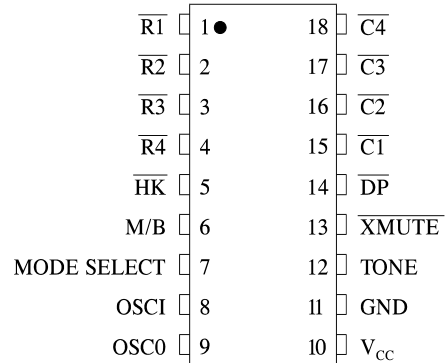 R1 1 18 C4
R2 2 17 C3
R3 3 16 C2
R4 4 15 C1
HK 5 14 DP
M/B 6 13 XMUTE
MODE SELECT 7 12 TONE
OSCI 8 11 GND
OSC0 9 10 VCC